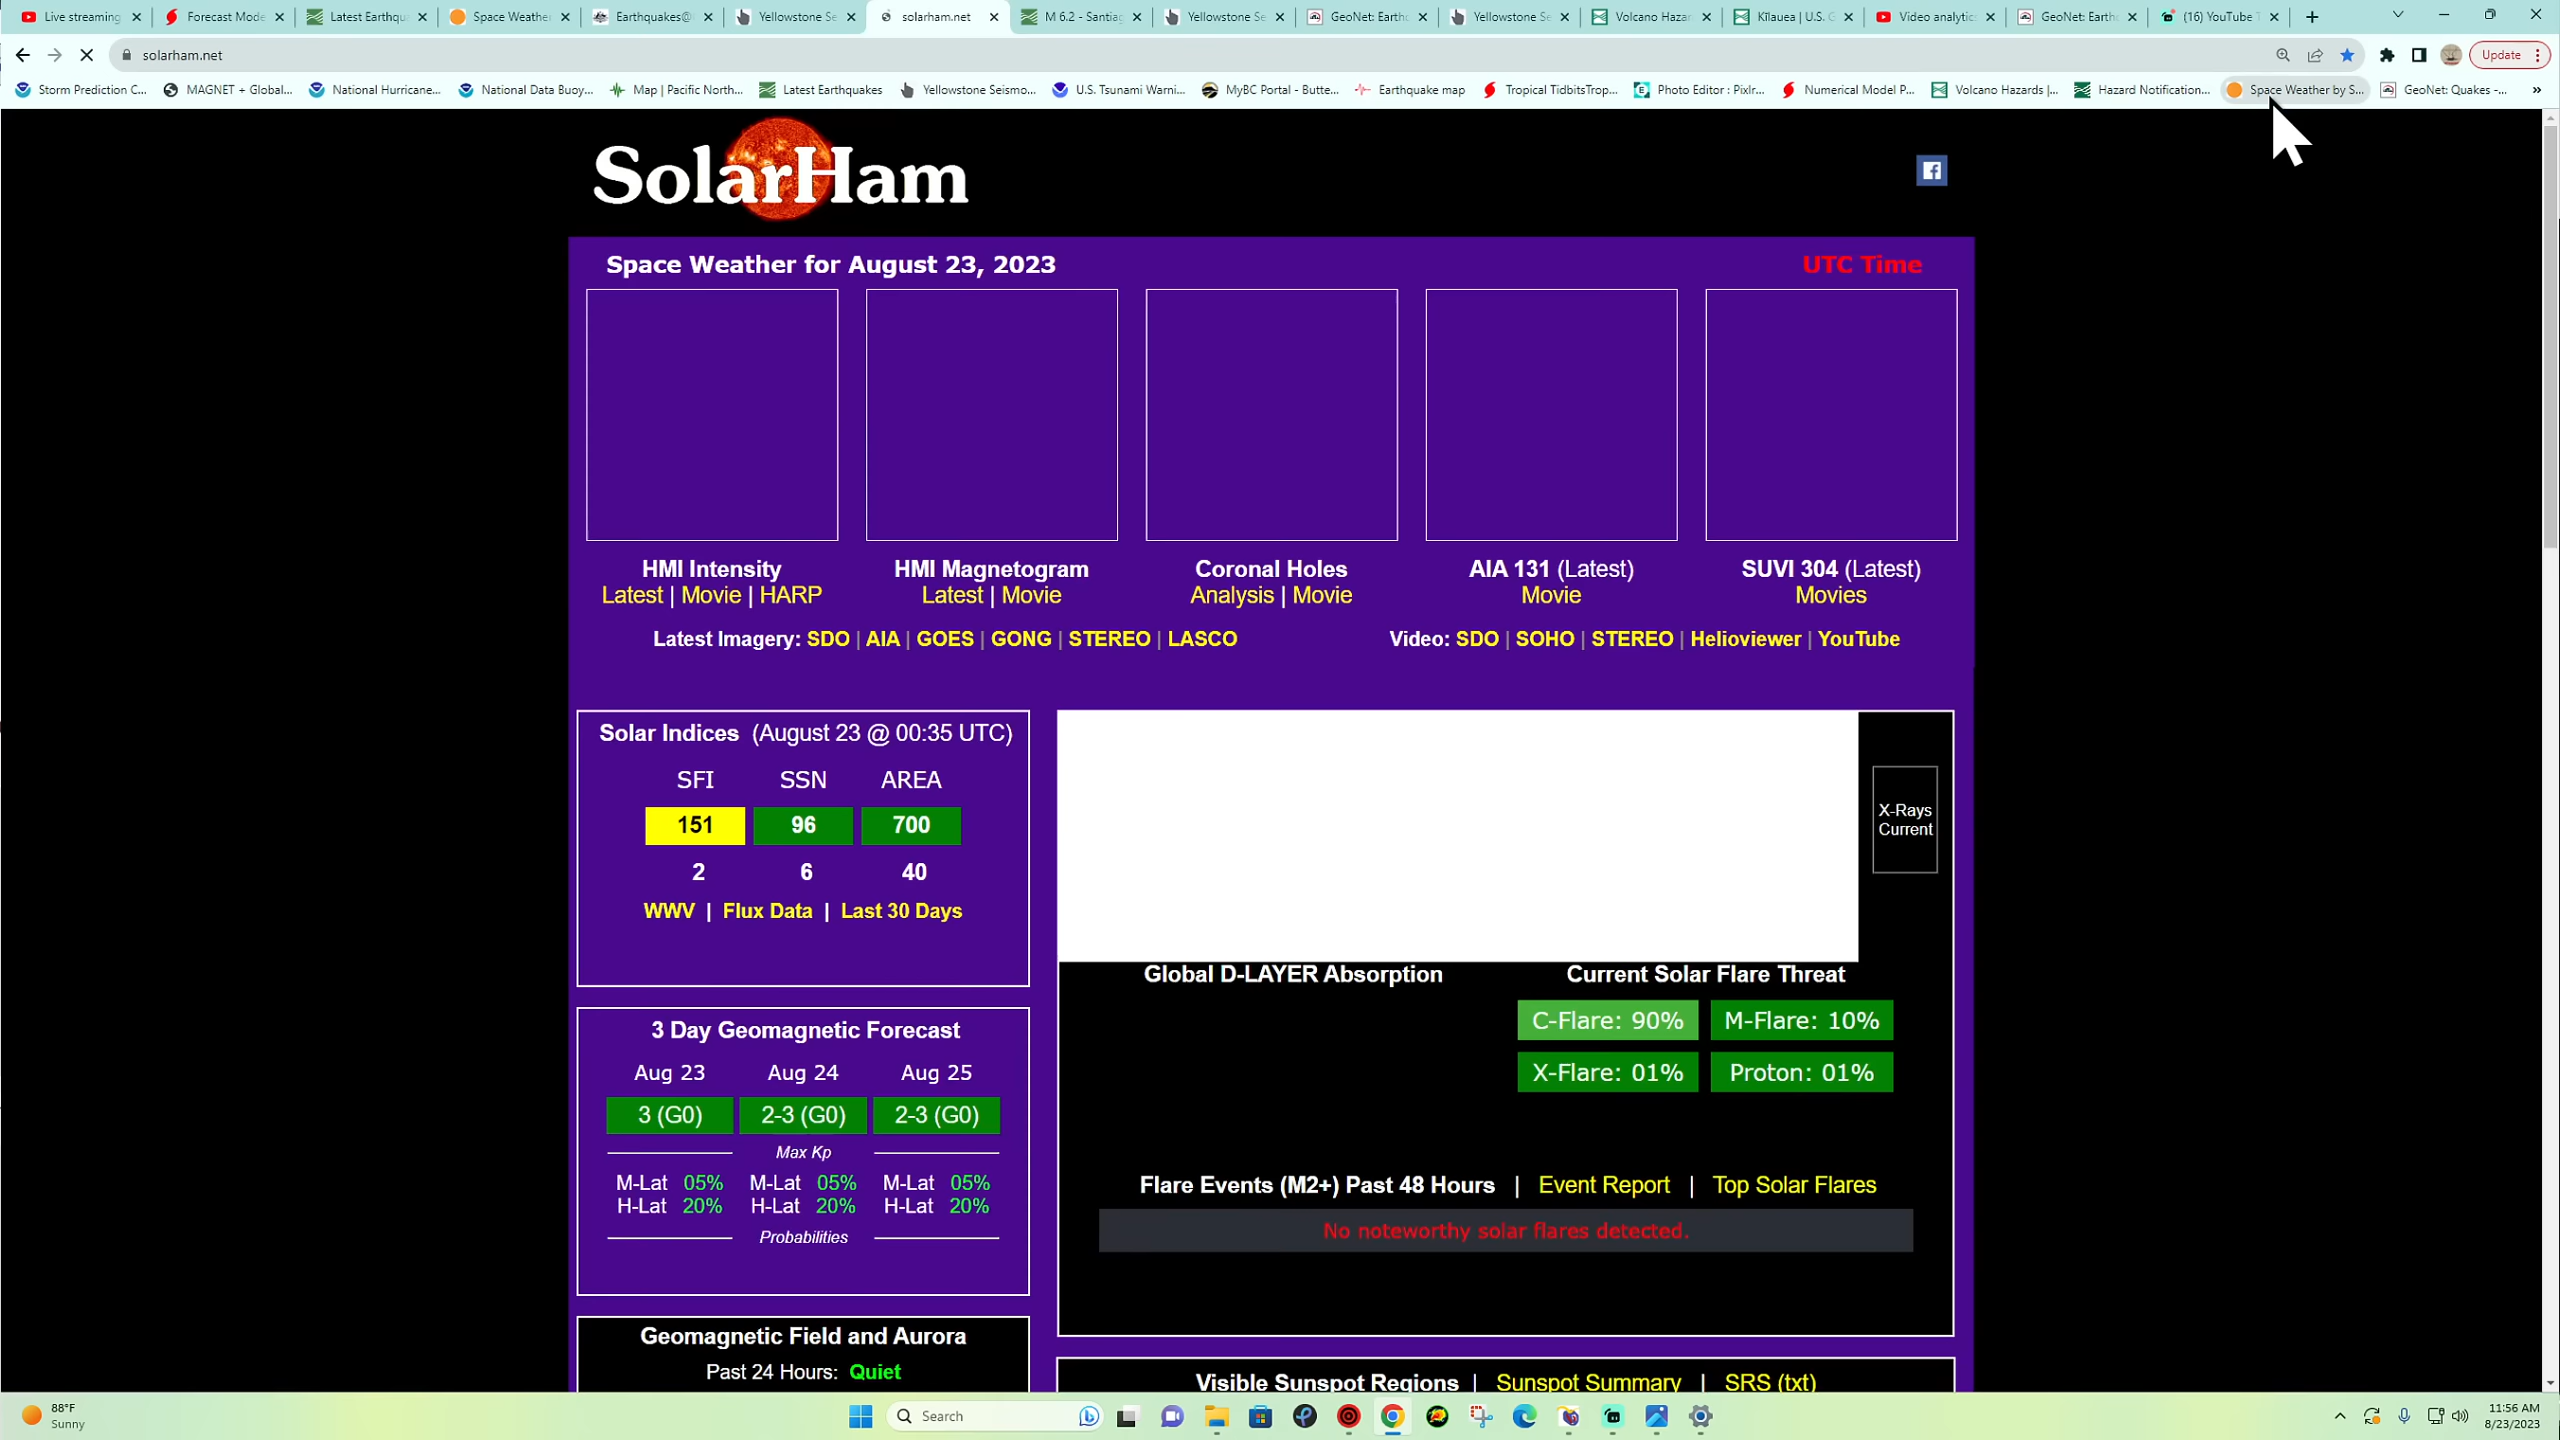 Live streaming
Forecast Mode
Latest Earthqua
Space Weather
Earthquakes@
Yellowstone Se
solarham.net
M 6.2 - Santiag
Yellowstone Se
GeoNet: Earth
Yellowstone Se
Volcano Hazar
Kīlauea | U.S. G
Video analytic
GeoNet: Earth
(16) YouTube T
solarham.net
Update
Storm Prediction C...
MAGNET + Global...
National Hurricane...
National Data Buoy...
Map | Pacific North...
Latest Earthquakes
Yellowstone Seismo...
U.S. Tsunami Warni...
MyBC Portal - Butte...
Earthquake map
Tropical TidbitsTrop...
Photo Editor : Pixlr...
Numerical Model P...
Volcano Hazards |...
Hazard Notification...
Space Weather by S...
GeoNet: Quakes -...
»
SolarHam
Space Weather for August 23, 2023
UTC Time
HMI Intensity
Latest | Movie | HARP
HMI Magnetogram
Latest | Movie
Coronal Holes
Analysis | Movie
AIA 131 (Latest)
Movie
SUVI 304 (Latest)
Movies
Latest Imagery: SDO | AIA | GOES | GONG | STEREO | LASCO
Video: SDO | SOHO | STEREO | Helioviewer | YouTube
Solar Indices (August 23 @ 00:35 UTC)
SFI SSN AREA
151 96 700
2 6 40
WWV | Flux Data | Last 30 Days
X-Rays
Current
Global D-LAYER Absorption
Current Solar Flare Threat
C-Flare: 90% M-Flare: 10%
X-Flare: 01% Proton: 01%
3 Day Geomagnetic Forecast
Aug 23 Aug 24 Aug 25
3 (G0) 2-3 (G0) 2-3 (G0)
Max Kp
M-Lat 05% M-Lat 05% M-Lat 05%
H-Lat 20% H-Lat 20% H-Lat 20%
Probabilities
Flare Events (M2+) Past 48 Hours | Event Report | Top Solar Flares
No noteworthy solar flares detected.
Geomagnetic Field and Aurora
Past 24 Hours: Quiet
Visible Sunspot Regions | Sunspot Summary | SRS (txt)
88°F
Sunny
Search
11:56 AM
8/23/2023